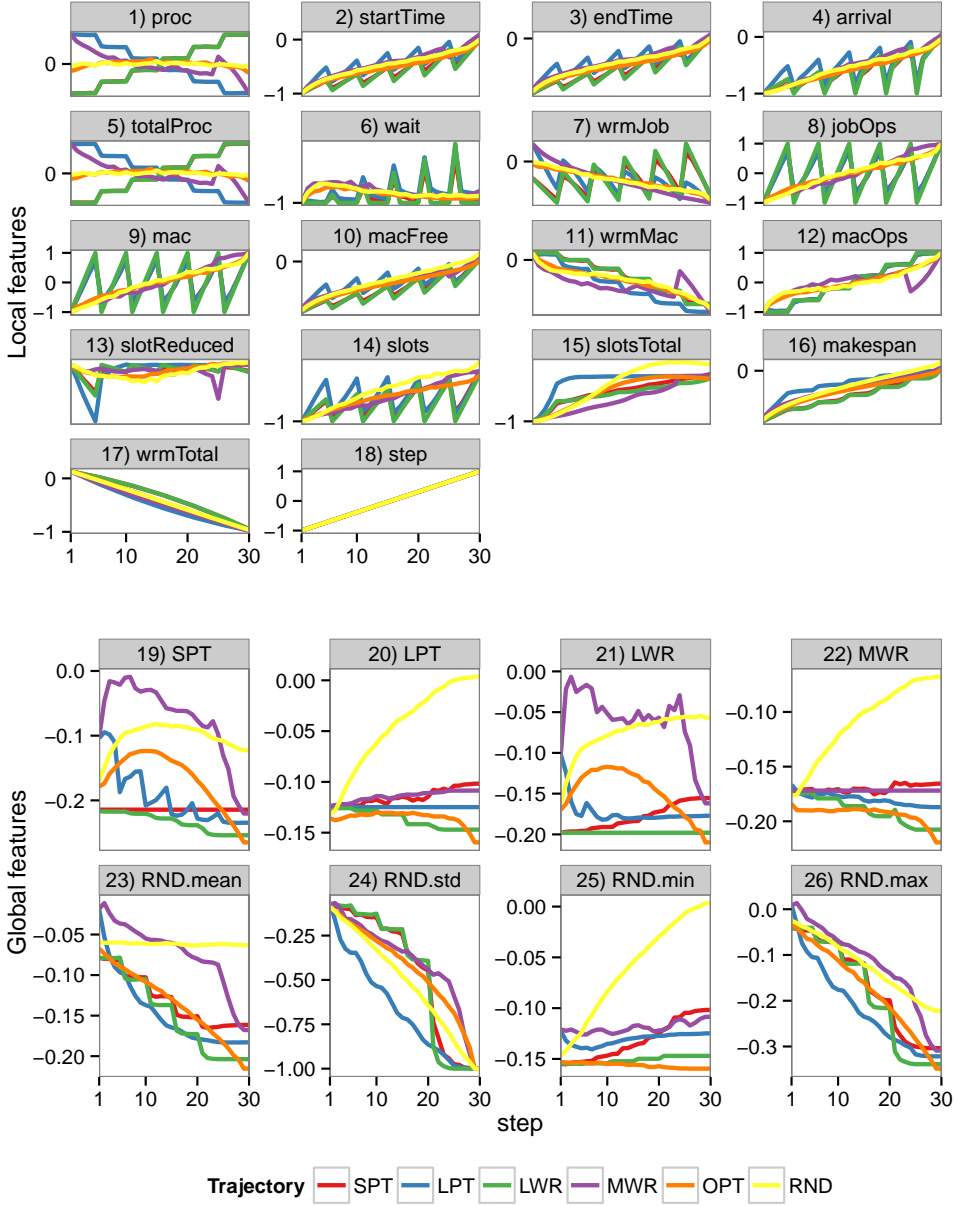 1) proc
2) startTime
3) endTime
4) arrival
0
0
−1
0
−1
0
−1
5) totalProc
6) wait
7) wrmJob
8) jobOps
0
−1
0
1
0
−1
9) mac
10) macFree
11) wrmMac
12) macOps
1
0
−1
0
0
1
0
−1
13) slotReduced
14) slots
15) slotsTotal
16) makespan
−1
−1
0
17) wrmTotal
18) step
0
−1
1
0
−1
1 10 20 30
1 10 20 30
Local features
19) SPT
20) LPT
21) LWR
22) MWR
0.0
−0.1
−0.2
0.00
−0.05
−0.10
−0.15
0.00
−0.05
−0.10
−0.15
−0.20
−0.10
−0.15
−0.20
23) RND.mean
24) RND.std
25) RND.min
26) RND.max
−0.05
−0.10
−0.15
−0.20
−0.25
−0.50
−0.75
−1.00
0.00
−0.05
−0.10
−0.15
0.0
−0.1
−0.2
−0.3
1 10 20 30
1 10 20 30
1 10 20 30
1 10 20 30
Global features
step
Trajectory SPT LPT LWR MWR OPT RND